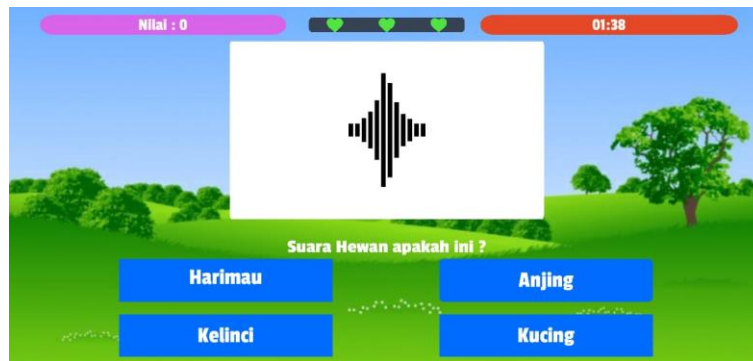 Nilai : 0
01:38
Suara Hewan apakah ini ?
Harimau
Anjing
Kelinci
Kucing